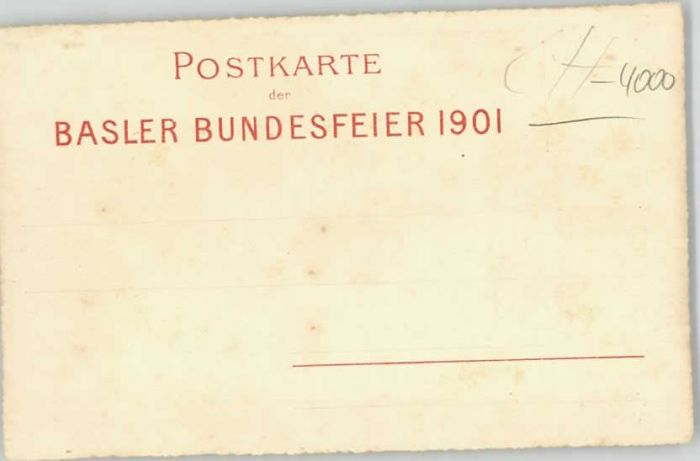 POSTKARTE
der
BASLER BUNDESFEIER 1901
CH-4000